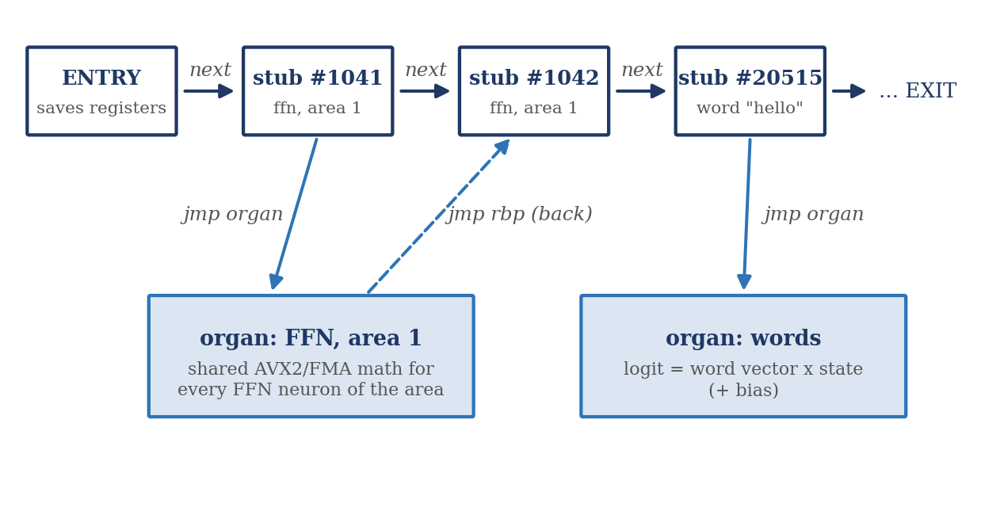 ENTRY
saves registers
next
stub #1041
ffn, area 1
next
stub #1042
ffn, area 1
next
stub #20515
word "hello"
... EXIT
jmp organ
jmp rbp (back)
jmp organ
organ: FFN, area 1
shared AVX2/FMA math for
every FFN neuron of the area
organ: words
logit = word vector x state
(+ bias)